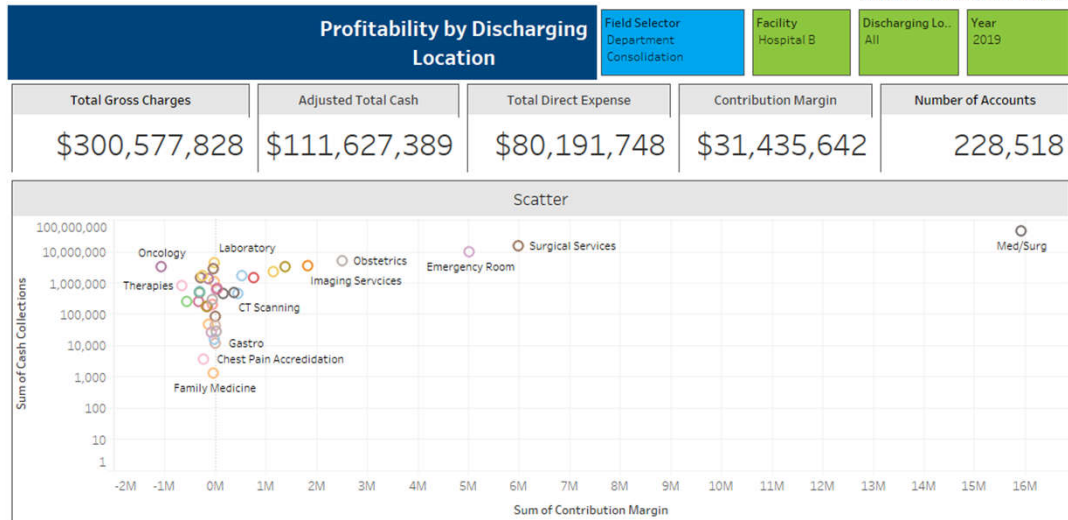 Profitability by Discharging
Location
Field Selector
Department
Consolidation
Facility
Hospital B
Discharging Lo..
All
Year
2019
Total Gross Charges
$300,577,828
Adjusted Total Cash
$111,627,389
Total Direct Expense
$80,191,748
Contribution Margin
$31,435,642
Number of Accounts
228,518
Scatter
Sum of Cash Collections
100,000,000
10,000,000
1,000,000
100,000
10,000
1,000
100
10
1
Oncology
Laboratory
Therapies
Obstetrics
Imaging Servcices
Emergency Room
Surgical Services
Med/Surg
CT Scanning
Gastro
Chest Pain Accredidation
Family Medicine
-2M -1M 0M 1M 2M 3M 4M 5M 6M 7M 8M 9M 10M 11M 12M 13M 14M 15M 16M
Sum of Contribution Margin